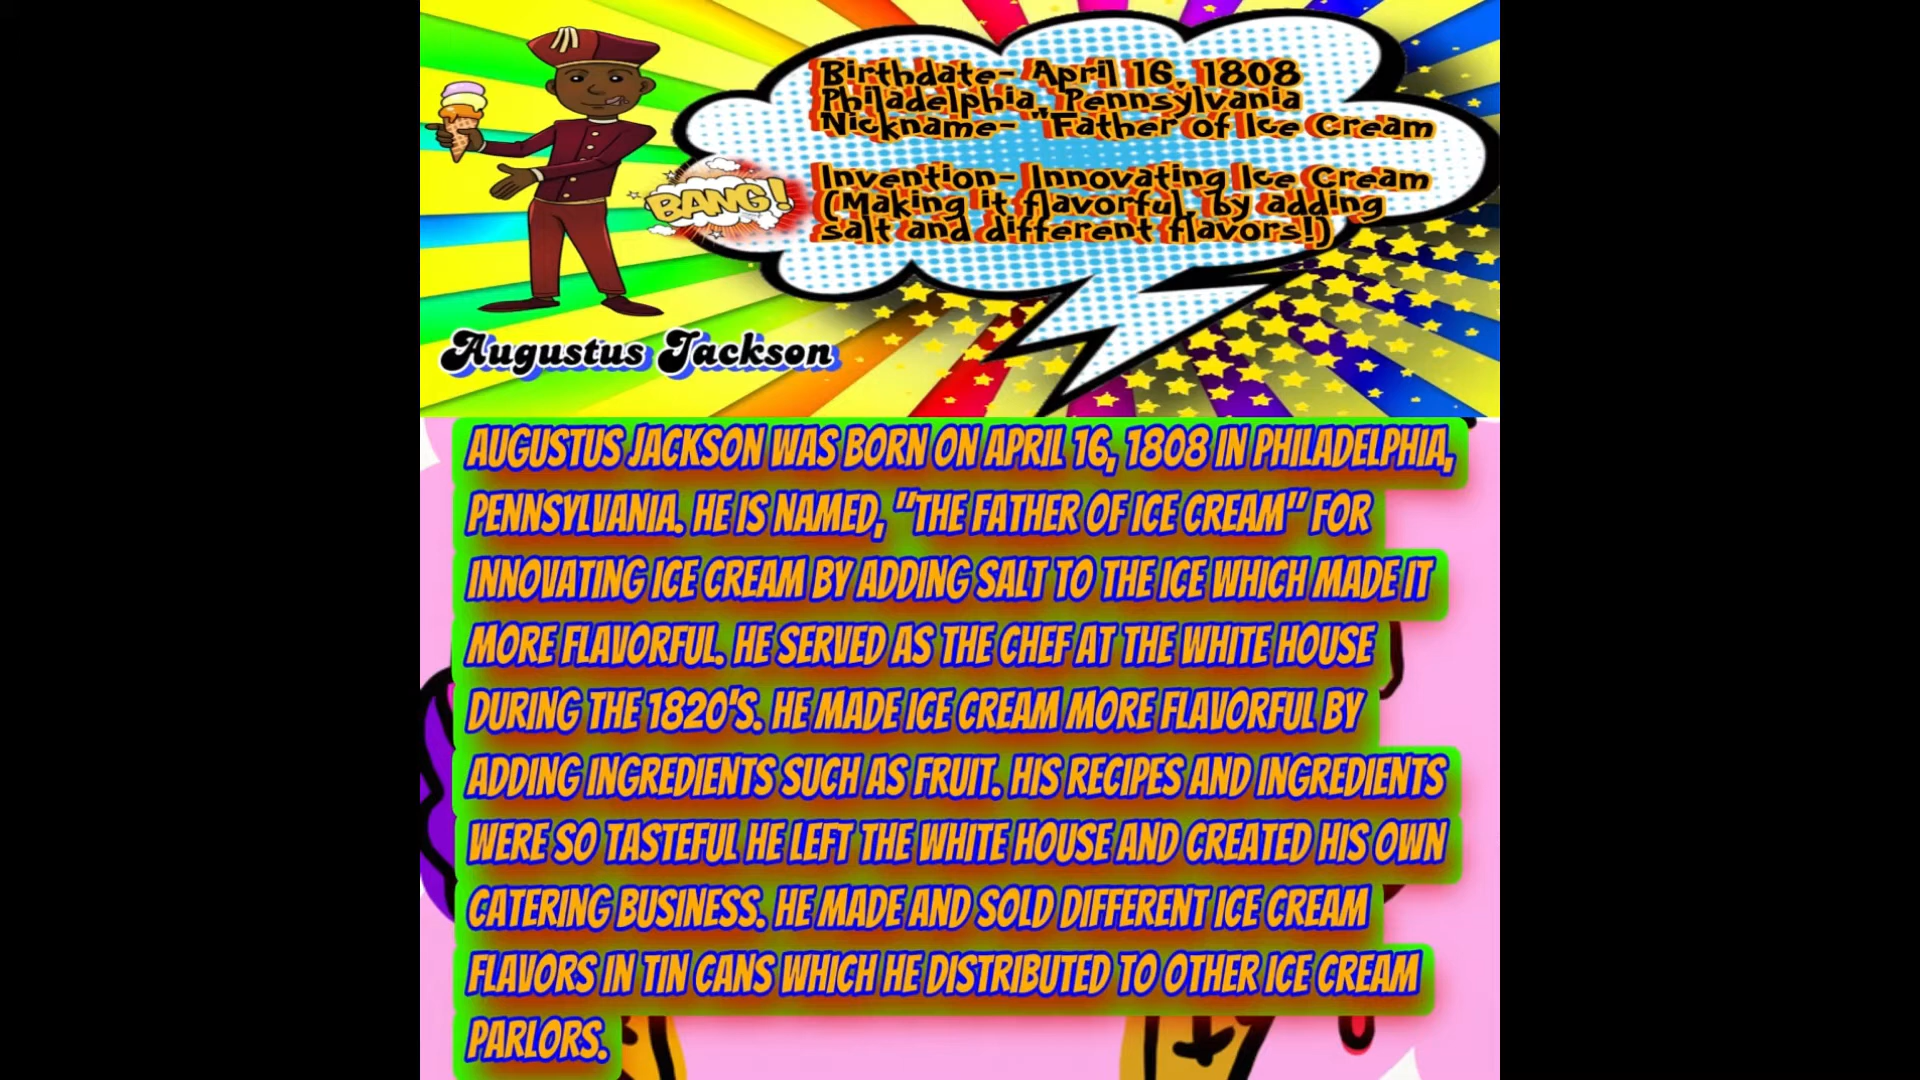 Birthdate- April 16, 1808
Philadelphia, Pennsylvania
Nickname- "Father of Ice Cream
Invention- Innovating Ice Cream
(Making it flavorful, by adding
salt and different flavors!)
BANG!
Augustus Jackson
AUGUSTUS JACKSON WAS BORN ON APRIL 16, 1808 IN PHILADELPHIA,
PENNSYLVANIA. HE IS NAMED, "THE FATHER OF ICE CREAM" FOR
INNOVATING ICE CREAM BY ADDING SALT TO THE ICE WHICH MADE IT
MORE FLAVORFUL. HE SERVED AS THE CHEF AT THE WHITE HOUSE
DURING THE 1820'S. HE MADE ICE CREAM MORE FLAVORFUL BY
ADDING INGREDIENTS SUCH AS FRUIT. HIS RECIPES AND INGREDIENTS
WERE SO TASTEFUL HE LEFT THE WHITE HOUSE AND CREATED HIS OWN
CATERING BUSINESS. HE MADE AND SOLD DIFFERENT ICE CREAM
FLAVORS IN TIN CANS WHICH HE DISTRIBUTED TO OTHER ICE CREAM
PARLORS.